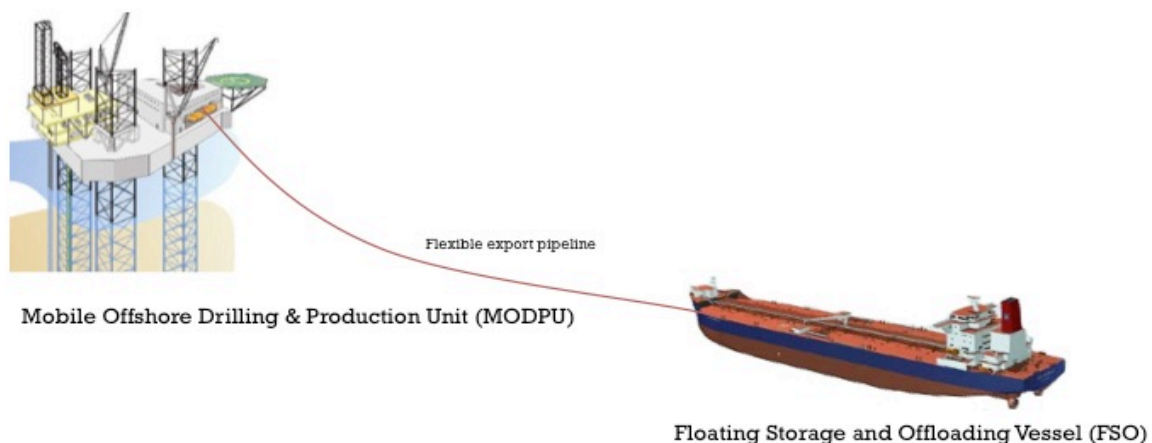 Flexible export pipeline
Mobile Offshore Drilling & Production Unit (MODPU)
Floating Storage and Offloading Vessel (FSO)